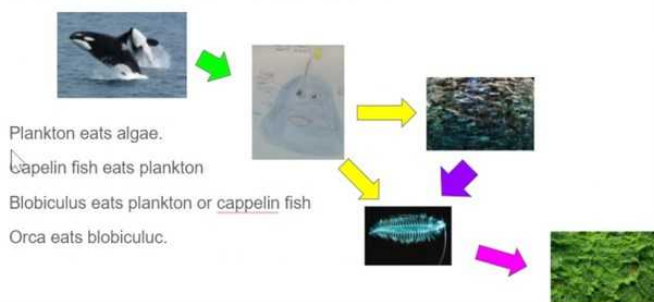 Plankton eats algae.
Capelin fish eats plankton
Blobiculus eats plankton or cappelin fish
Orca eats blobiculuc.